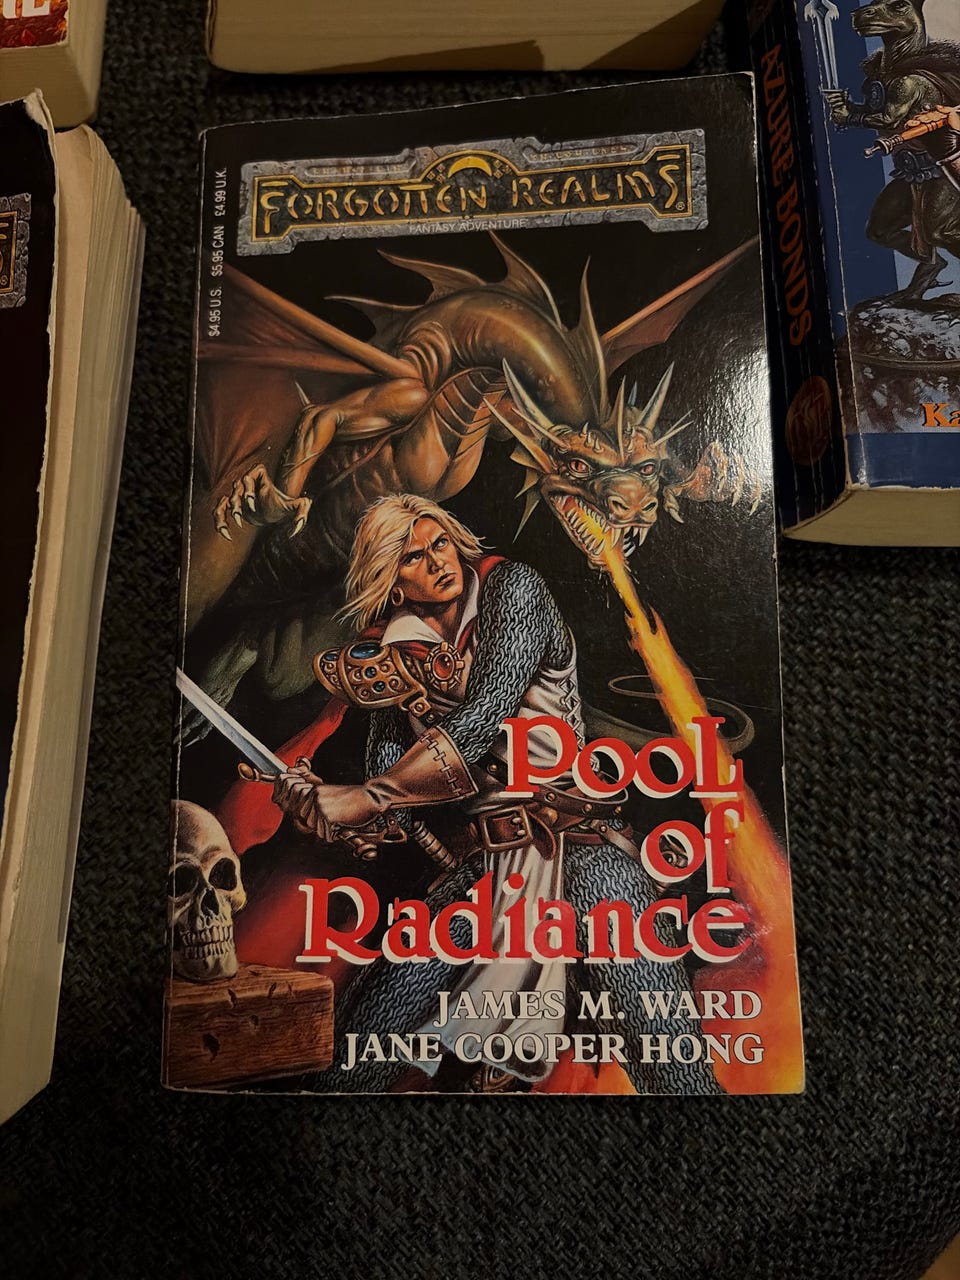 $4.95 U.S. $5.95 CAN £4.99 U.K.
FORGOTTEN REALMS®
FANTASY ADVENTURE
Pool
of
Radiance
JAMES M. WARD
JANE COOPER HONG
AZURE BONDS
Ka